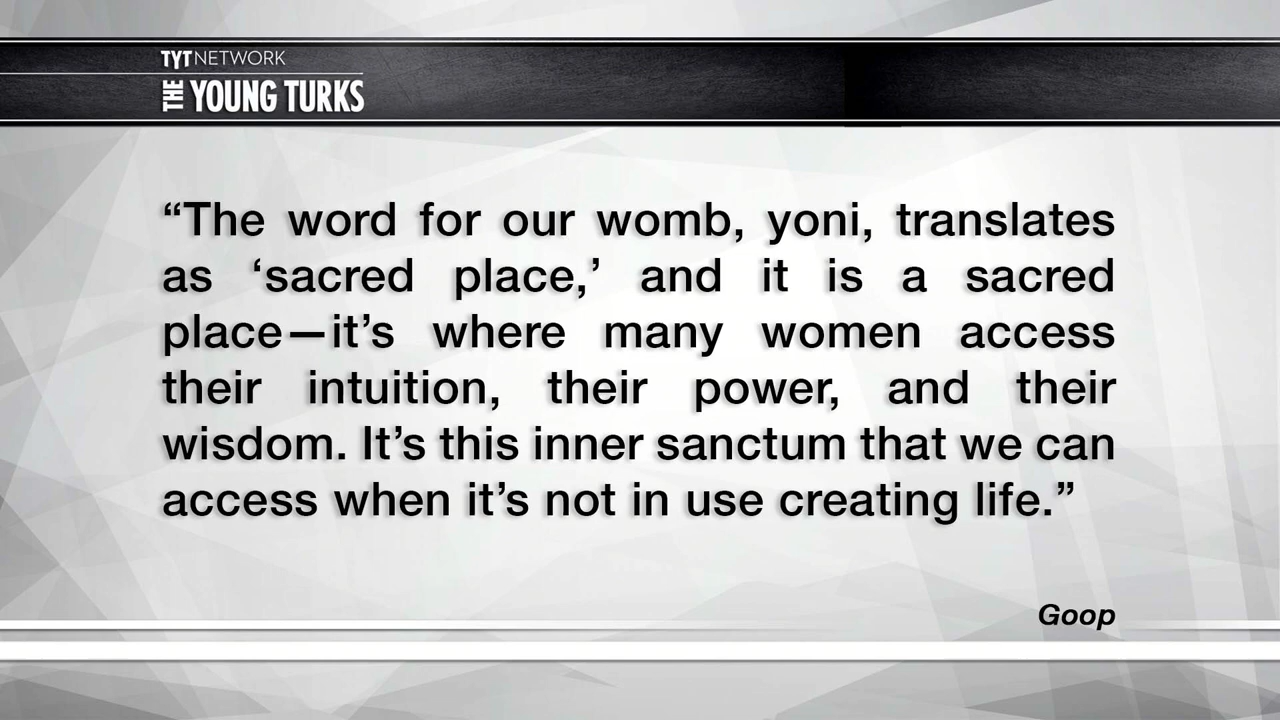 TYT NETWORK
THE YOUNG TURKS
“The word for our womb, yoni, translates
as ‘sacred place,’ and it is a sacred
place—it’s where many women access
their intuition, their power, and their
wisdom. It’s this inner sanctum that we can
access when it’s not in use creating life.”
Goop